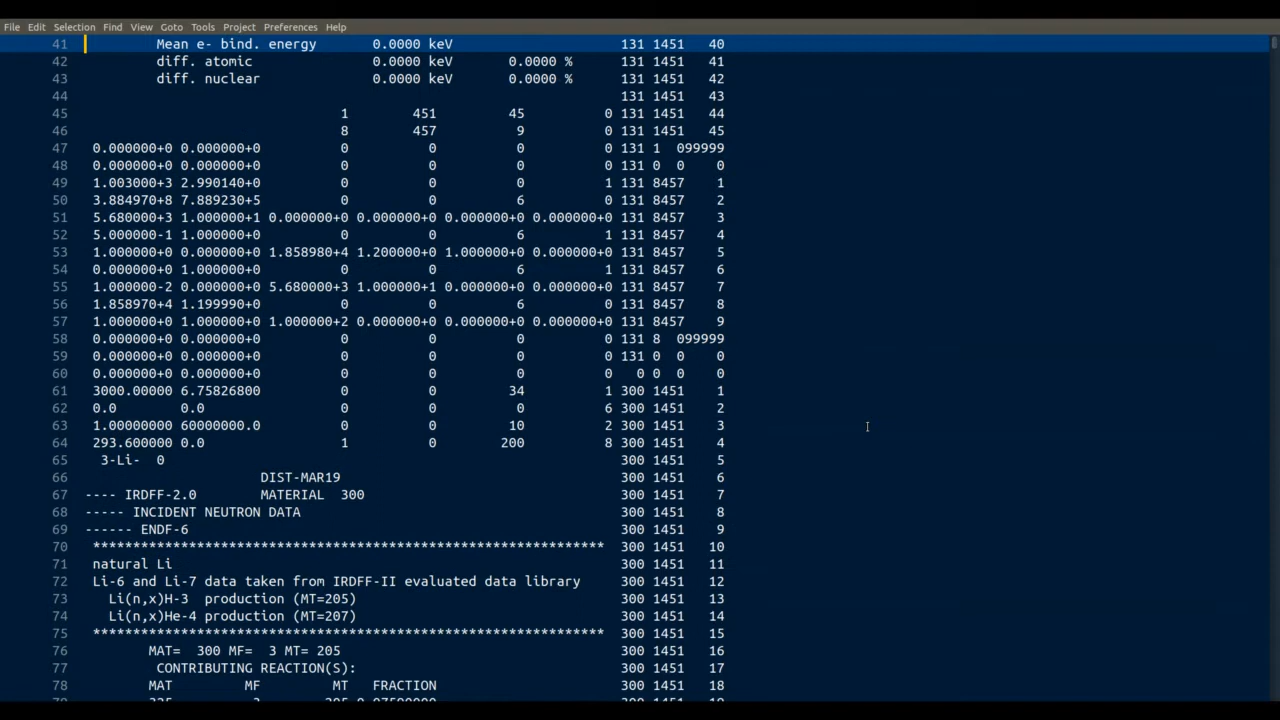 File Edit Selection Find View Goto Tools Project Preferences Help
41 Mean e- bind. energy 0.0000 keV 131 1451 40
42 diff. atomic 0.0000 keV 0.0000 % 131 1451 41
43 diff. nuclear 0.0000 keV 0.0000 % 131 1451 42
44 131 1451 43
45 1 451 45 0 131 1451 44
46 8 457 9 0 131 1451 45
47 0.000000+0 0.000000+0 0 0 0 0 131 1 099999
48 0.000000+0 0.000000+0 0 0 0 0 131 0 0 0
49 1.003000+3 2.990140+0 0 0 0 1 131 8457 1
50 3.884970+8 7.889230+5 0 0 6 0 131 8457 2
51 5.680000+3 1.000000+1 0.000000+0 0.000000+0 0.000000+0 0.000000+0 131 8457 3
52 5.000000-1 1.000000+0 0 0 6 1 131 8457 4
53 1.000000+0 0.000000+0 1.858980+4 1.200000+0 1.000000+0 0.000000+0 131 8457 5
54 0.000000+0 1.000000+0 0 0 6 1 131 8457 6
55 1.000000-2 0.000000+0 5.680000+3 1.000000+1 0.000000+0 0.000000+0 131 8457 7
56 1.858970+4 1.199990+0 0 0 6 0 131 8457 8
57 1.000000+0 1.000000+0 1.000000+2 0.000000+0 0.000000+0 0.000000+0 131 8457 9
58 0.000000+0 0.000000+0 0 0 0 0 131 8 099999
59 0.000000+0 0.000000+0 0 0 0 0 131 0 0 0
60 0.000000+0 0.000000+0 0 0 0 0 0 0 0 0
61 3000.00000 6.75826800 0 0 34 1 300 1451 1
62 0.0 0.0 0 0 0 6 300 1451 2
63 1.00000000 60000000.0 0 0 10 2 300 1451 3
64 293.600000 0.0 1 0 200 8 300 1451 4
65 3-Li- 0 300 1451 5
66 DIST-MAR19 300 1451 6
67 ---- IRDFF-2.0 MATERIAL 300 300 1451 7
68 ----- INCIDENT NEUTRON DATA 300 1451 8
69 ------ ENDF-6 300 1451 9
70 **************************************************************** 300 1451 10
71 natural Li 300 1451 11
72 Li-6 and Li-7 data taken from IRDFF-II evaluated data library 300 1451 12
73 Li(n,x)H-3 production (MT=205) 300 1451 13
74 Li(n,x)He-4 production (MT=207) 300 1451 14
75 **************************************************************** 300 1451 15
76 MAT= 300 MF= 3 MT= 205 300 1451 16
77 CONTRIBUTING REACTION(S): 300 1451 17
78 MAT MF MT FRACTION 300 1451 18